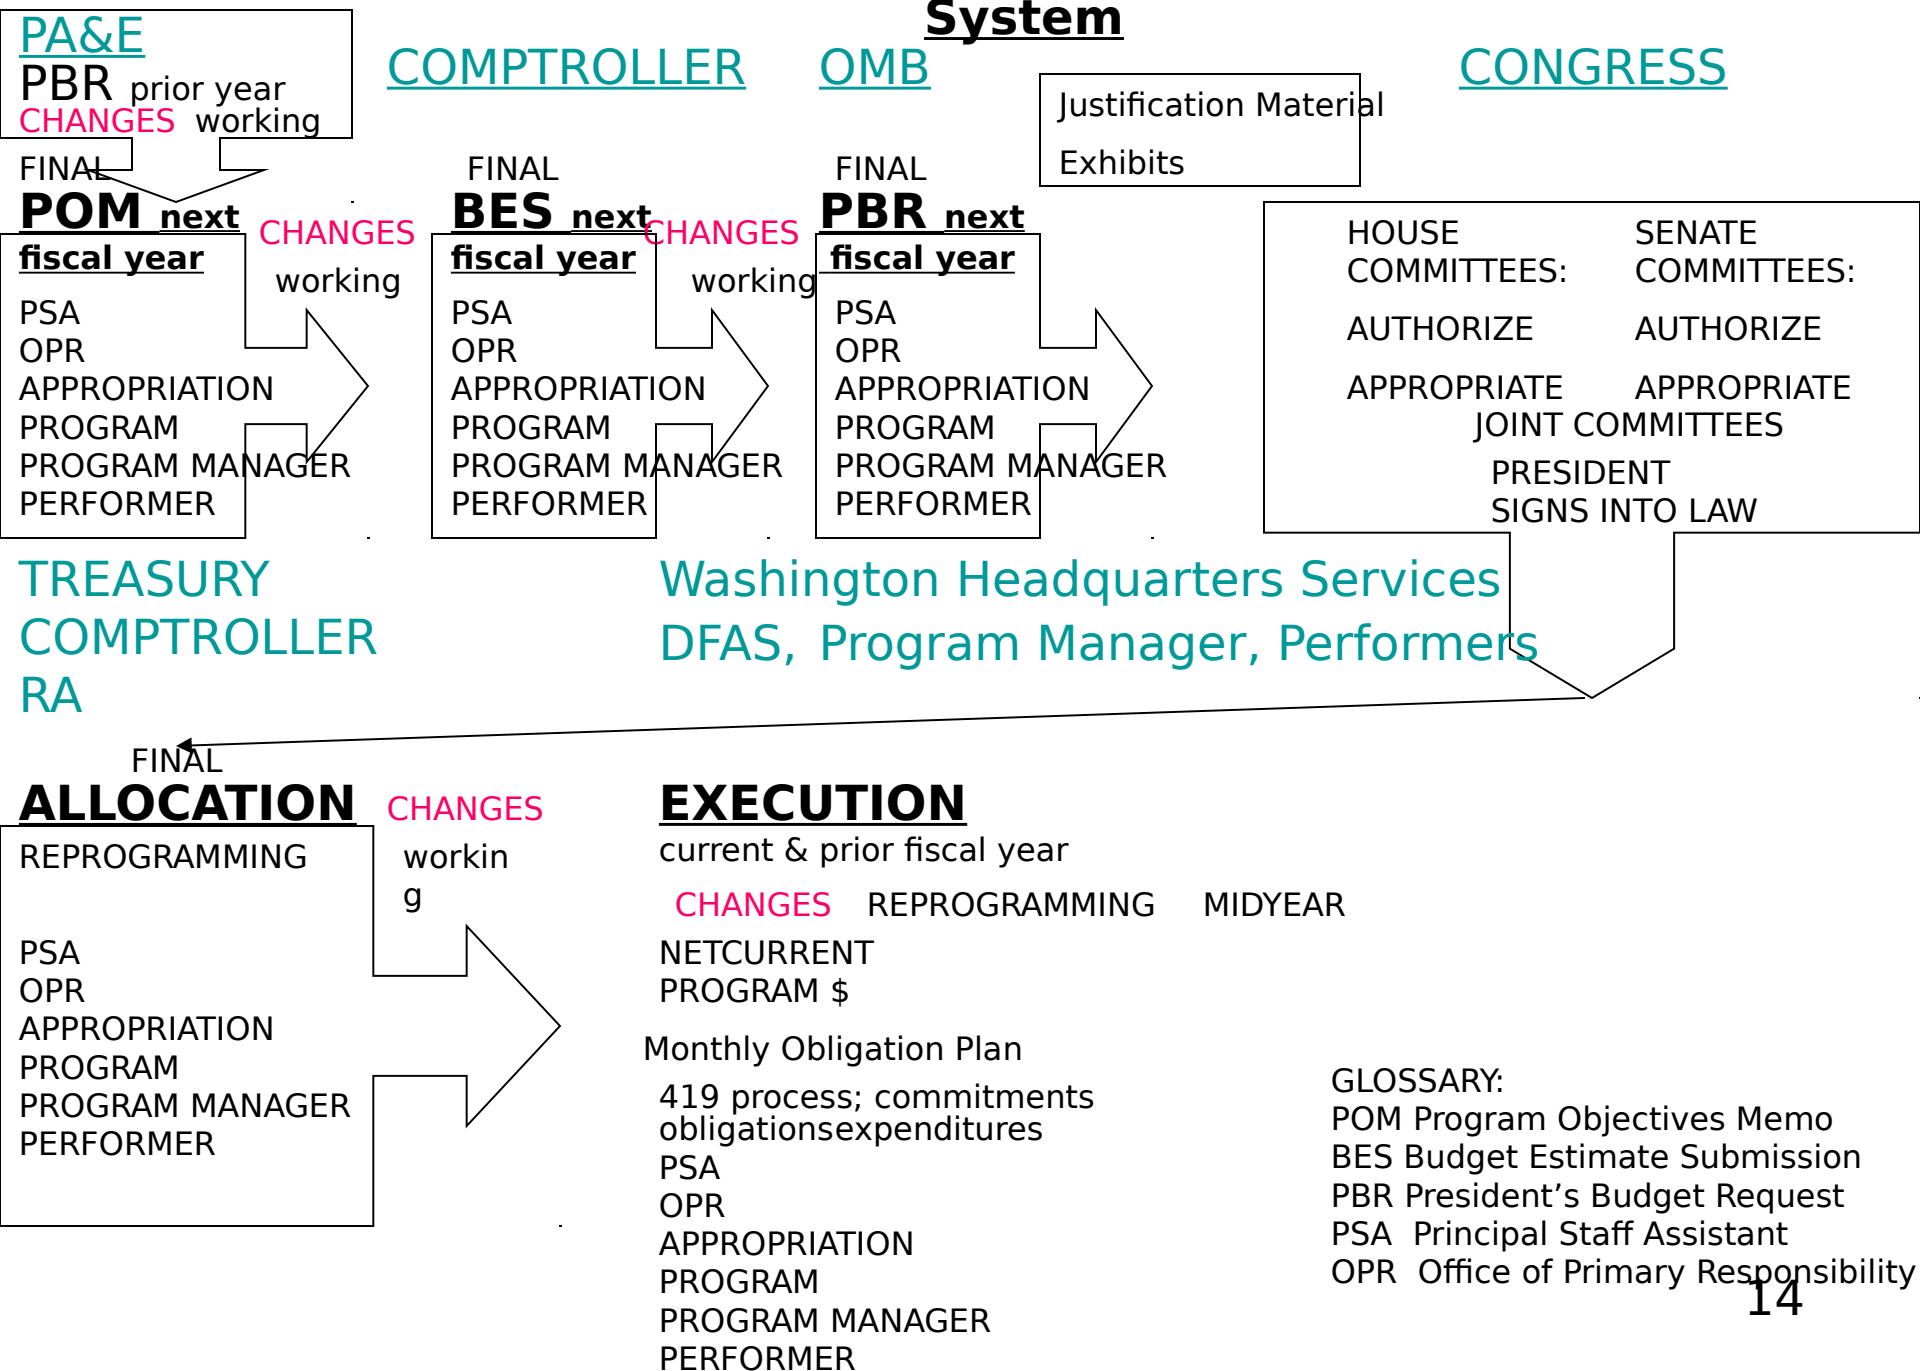 System
PA&E
PBR prior year
CHANGES working
COMPTROLLER
OMB
CONGRESS
Justification Material
Exhibits
FINAL
POM next
fiscal year
PSA
OPR
APPROPRIATION
PROGRAM
PROGRAM MANAGER
PERFORMER
CHANGES
working
FINAL
BES next
fiscal year
PSA
OPR
APPROPRIATION
PROGRAM
PROGRAM MANAGER
PERFORMER
CHANGES
working
FINAL
PBR next
fiscal year
PSA
OPR
APPROPRIATION
PROGRAM
PROGRAM MANAGER
PERFORMER
HOUSE
COMMITTEES:
AUTHORIZE
APPROPRIATE
SENATE
COMMITTEES:
AUTHORIZE
APPROPRIATE
JOINT COMMITTEES
PRESIDENT
SIGNS INTO LAW
TREASURY
COMPTROLLER
RA
Washington Headquarters Services
DFAS, Program Manager, Performers
FINAL
ALLOCATION
REPROGRAMMING
PSA
OPR
APPROPRIATION
PROGRAM
PROGRAM MANAGER
PERFORMER
CHANGES
workin
g
EXECUTION
current & prior fiscal year
CHANGES REPROGRAMMING MIDYEAR
NETCURRENT
PROGRAM $
Monthly Obligation Plan
419 process; commitments
obligationsexpenditures
PSA
OPR
APPROPRIATION
PROGRAM
PROGRAM MANAGER
PERFORMER
GLOSSARY:
POM Program Objectives Memo
BES Budget Estimate Submission
PBR President’s Budget Request
PSA Principal Staff Assistant
OPR Office of Primary Responsibility
14